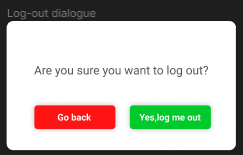 Log-out dialogue
Are you sure you want to log out?
Go back
Yes,log me out